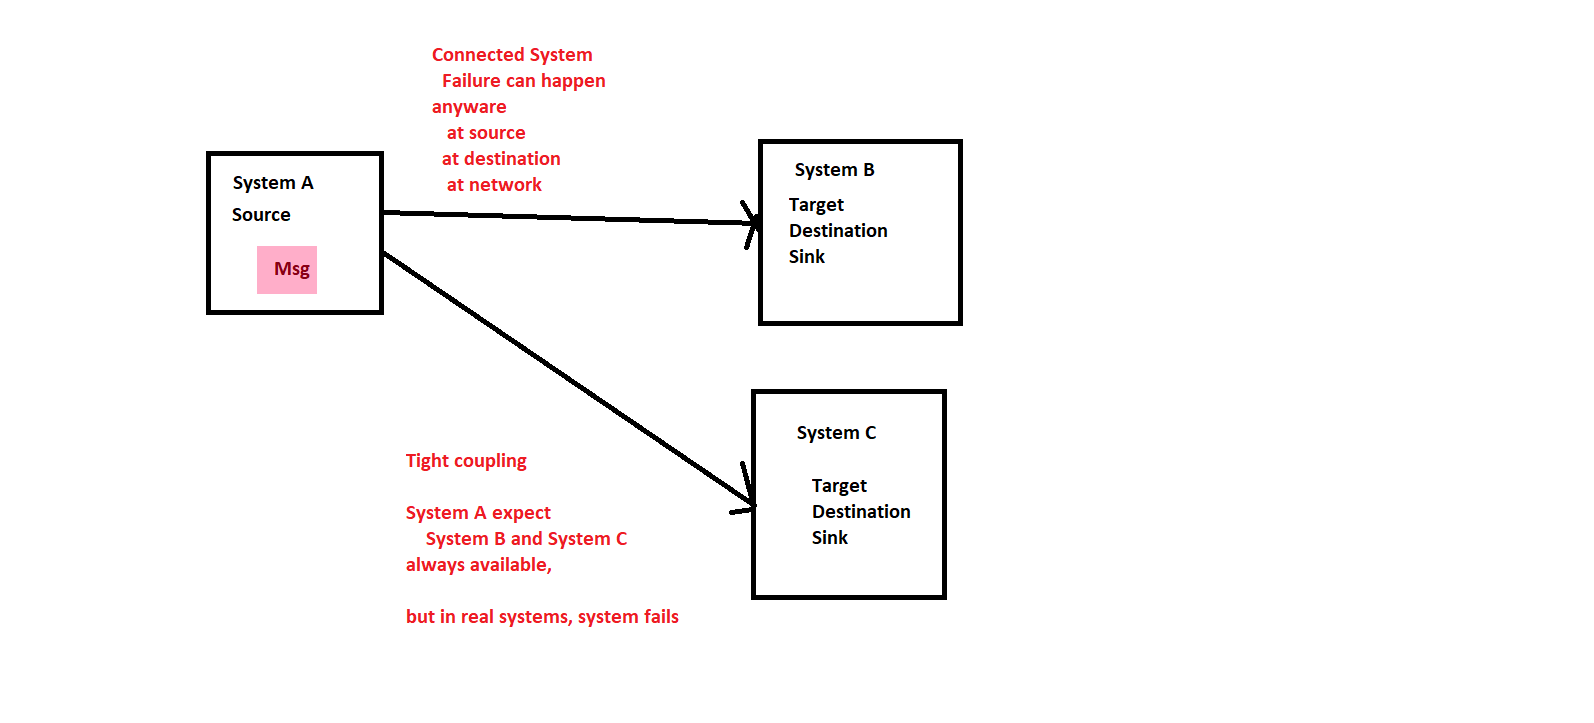 Connected System
Failure can happen
anyware
at source
at destination
at network
System A
Source
Msg
System B
Target
Destination
Sink
Tight coupling
System A expect
System B and System C
always available,
but in real systems, system fails
System C
Target
Destination
Sink